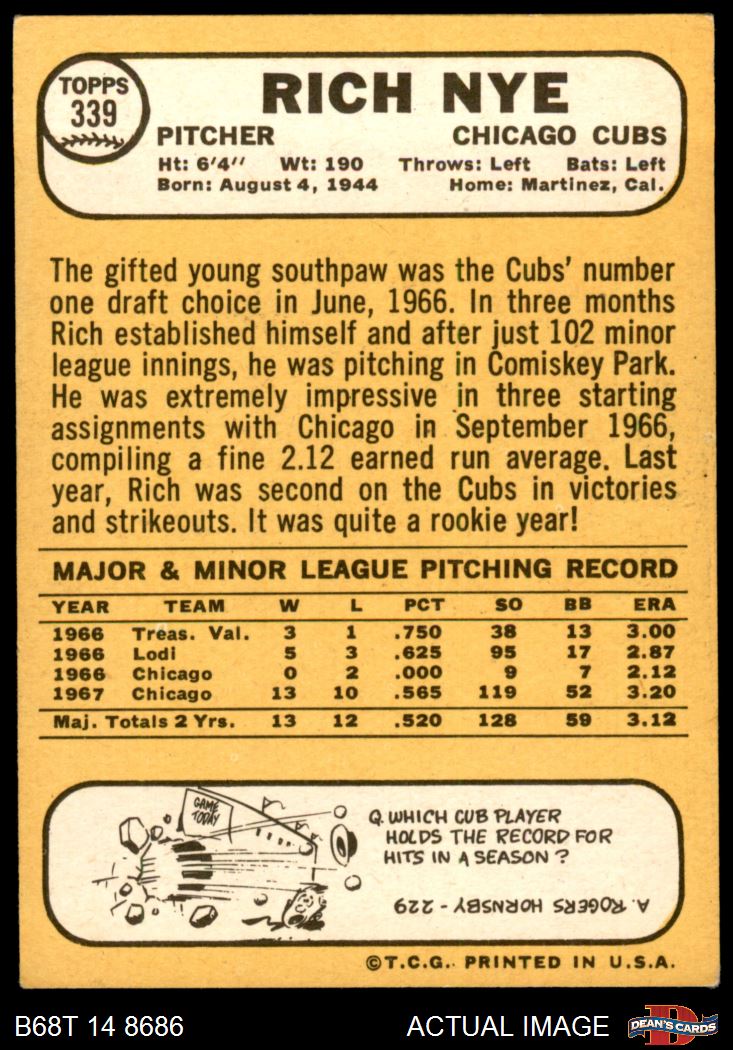 TOPPS
339
RICH NYE
PITCHER CHICAGO CUBS
Ht: 6'4" Wt: 190 Throws: Left Bats: Left
Born: August 4, 1944 Home: Martinez, Cal.
The gifted young southpaw was the Cubs' number
one draft choice in June, 1966. In three months
Rich established himself and after just 102 minor
league innings, he was pitching in Comiskey Park.
He was extremely impressive in three starting
assignments with Chicago in September 1966,
compiling a fine 2.12 earned run average. Last
year, Rich was second on the Cubs in victories
and strikeouts. It was quite a rookie year!
MAJOR & MINOR LEAGUE PITCHING RECORD
YEAR TEAM W L PCT SO BB ERA
1966 Treas. Val. 3 1 .750 38 13 3.00
1966 Lodi 5 3 .625 95 17 2.87
1966 Chicago 0 2 .000 9 7 2.12
1967 Chicago 13 10 .565 119 52 3.20
Maj. Totals 2 Yrs. 13 12 .520 128 59 3.12
GAME
TODAY
Q. WHICH CUB PLAYER
HOLDS THE RECORD FOR
HITS IN A SEASON ?
A. ROGERS HORNSBY - 229
©T.C.G. PRINTED IN U.S.A.
B68T 14 8686 ACTUAL IMAGE
D
DEAN'S CARDS